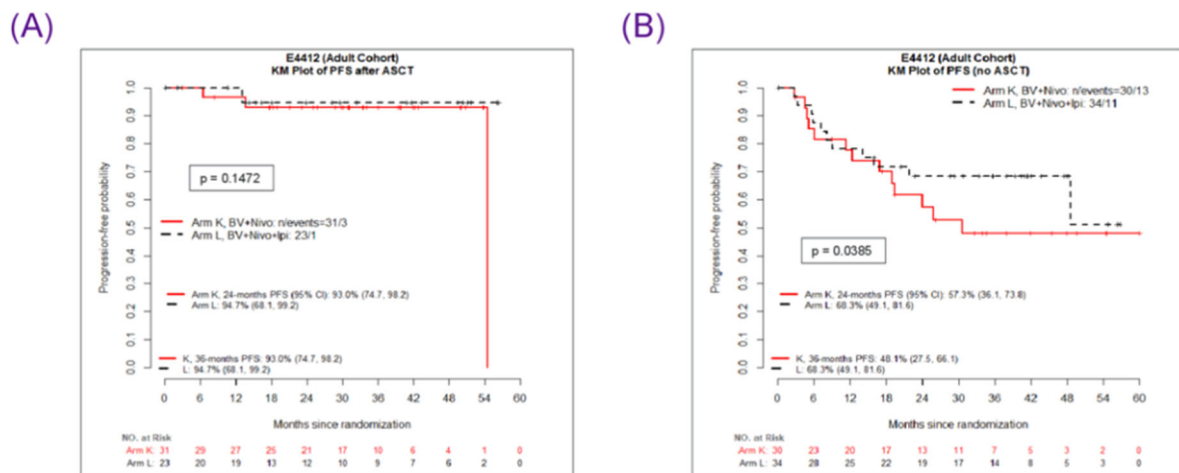 (A)
E4412 (Adult Cohort)
KM Plot of PFS after ASCT
Progression-free probability
1.0
0.9
0.8
0.7
0.6
0.5
0.4
0.3
0.2
0.1
0.0
p = 0.1472
Arm K, BV+Nivo: n/events=31/3
Arm L, BV+Nivo+Ipi: 23/1
Arm K, 24-months PFS (95% CI): 93.0% (74.7, 98.2)
Arm L: 94.7% (68.1, 99.2)
K, 36-months PFS: 93.0% (74.7, 98.2)
L: 94.7% (68.1, 99.2)
0 6 12 18 24 30 36 42 48 54 60
Months since randomization
NO. at Risk
Arm K: 31 29 27 25 21 17 10 6 4 1 0
Arm L: 23 20 19 13 12 10 9 7 6 2 0
(B)
E4412 (Adult Cohort)
KM Plot of PFS (no ASCT)
Arm K, BV+Nivo: n/events=30/13
Arm L, BV+Nivo+Ipi: 34/11
Progression-free probability
1.0
0.9
0.8
0.7
0.6
0.5
0.4
0.3
0.2
0.1
0.0
p = 0.0385
Arm K, 24-months PFS (95% CI): 57.3% (36.1, 73.8)
Arm L: 68.3% (49.1, 81.6)
K, 36-months PFS: 48.1% (27.5, 66.1)
L: 68.3% (49.1, 81.6)
0 6 12 18 24 30 36 42 48 54 60
Months since randomization
NO. at Risk
Arm K: 30 23 20 17 13 11 7 5 3 2 0
Arm L: 34 28 25 22 19 17 14 8 5 3 0